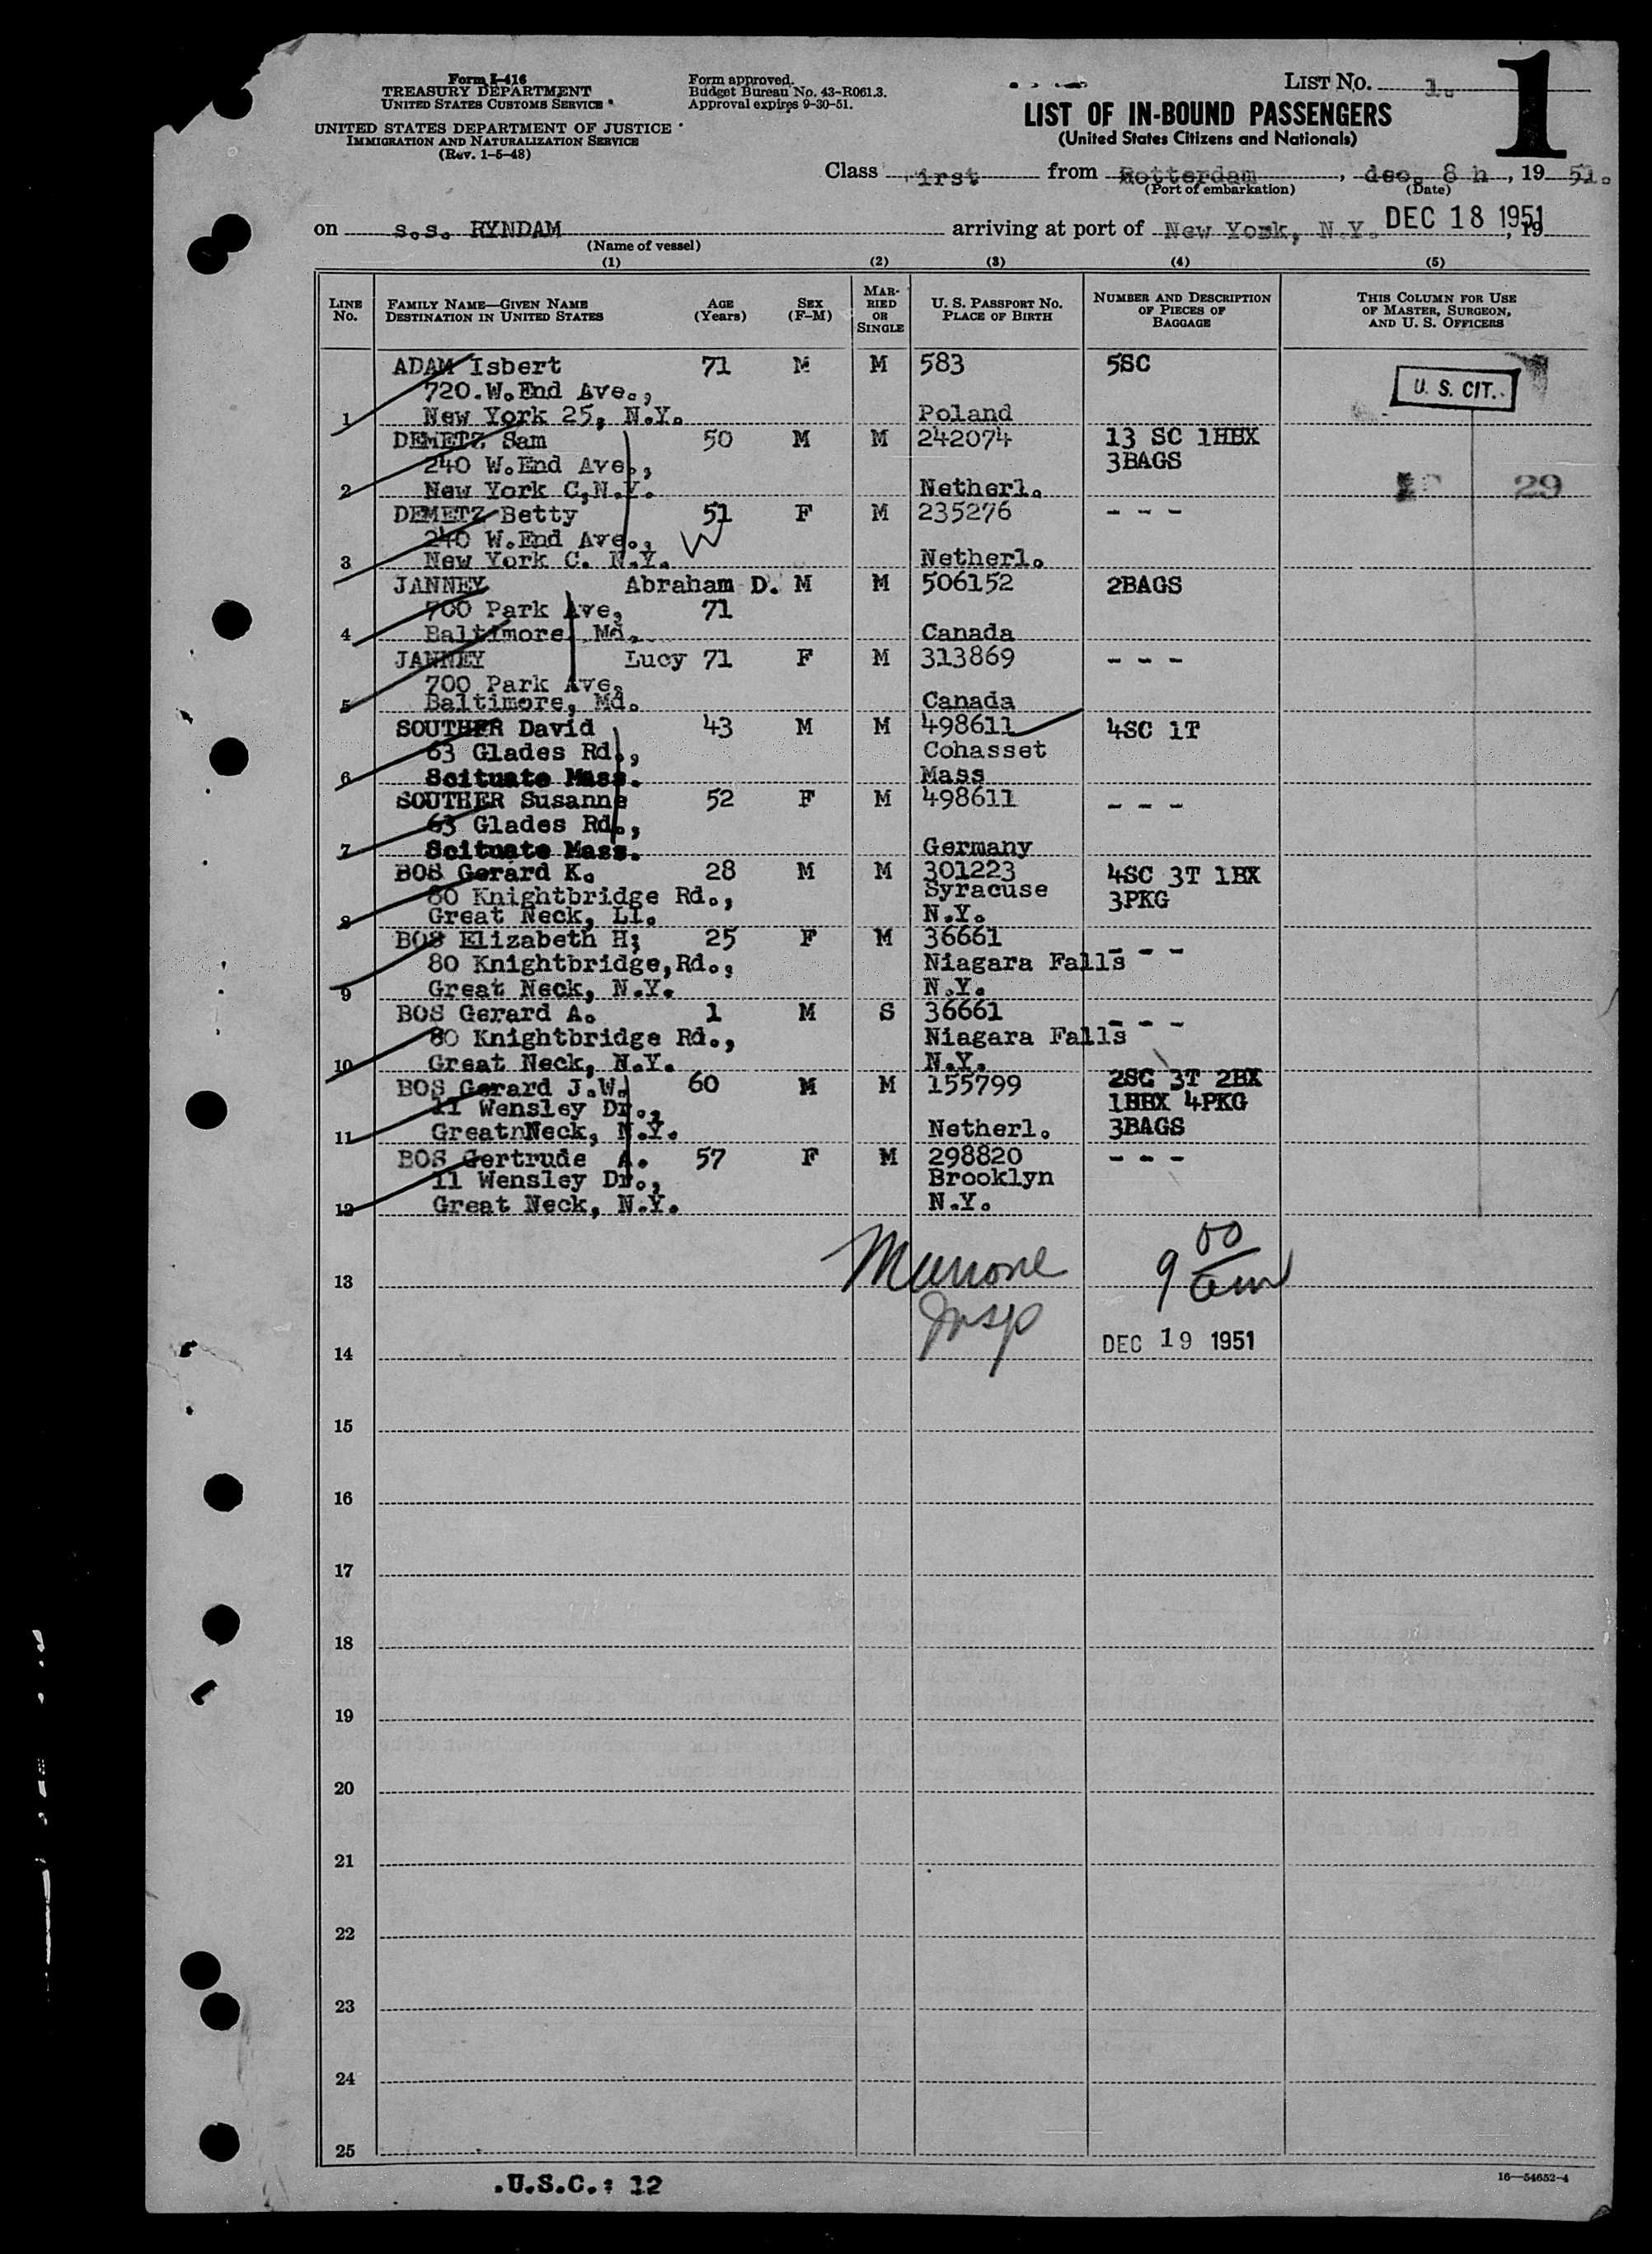 Form I-416
TREASURY DEPARTMENT
UNITED STATES CUSTOMS SERVICE
UNITED STATES DEPARTMENT OF JUSTICE
IMMIGRATION AND NATURALIZATION SERVICE
(Rev. 1-5-48)
Form approved.
Budget Bureau No. 43-R061.3.
Approval expires 9-30-51.
LIST NO. 1.
1
LIST OF IN-BOUND PASSENGERS
(United States Citizens and Nationals)
Class irst from Rotterdam, dec. 8 h, 19 51.
(Port of embarkation) (Date)
on s.s. RYNDAM arriving at port of New York, N.Y. DEC 18 1951, 19
(Name of vessel)
(1) (2) (3) (4) (5)
LINE NO. FAMILY NAME—GIVEN NAME DESTINATION IN UNITED STATES AGE (YEARS) SEX (F-M) MARRIED OR SINGLE U. S. PASSPORT NO. PLACE OF BIRTH NUMBER AND DESCRIPTION OF PIECES OF BAGGAGE THIS COLUMN FOR USE OF MASTER, SURGEON, AND U. S. OFFICERS
ADAM Isbert 71 M M 583 5SC
U. S. CIT.
720.W.End Ave.,
1 New York 25, N.Y. Poland
DEMETZ Sam 50 M M 242074 13 SC 1HBX
240 W.End Ave., 3BAGS
2 New York C,N.Y. Netherl. 29
DEMETZ Betty 51 F M 235276 - - -
240 W.End Ave., W
3 New York C. N.Y. Netherl.
JANNEY Abraham D. M M 506152 2BAGS
700 Park Ave, 71
4 Baltimore Md. Canada
JANNEY Lucy 71 F M 313869 - - -
700 Park Ave,
5 Baltimore, Md. Canada
SOUTHER David 43 M M 498611 4SC 1T
63 Glades Rd., Cohasset
6 Scituate Mass. Mass
SOUTHER Susanne 52 F M 498611 - - -
63 Glades Rd.,
7 Scituate Mass. Germany
BOS Gerard K. 28 M M 301223 4SC 3T 1BX
80 Knightbridge Rd., Syracuse 3PKG
8 Great Neck, LI. N.Y.
BOS Elizabeth H; 25 F M 36661 - - -
80 Knightbridge,Rd., Niagara Falls
9 Great Neck, N.Y. N.Y.
BOS Gerard A. 1 M S 36661 - - -
80 Knightbridge Rd., Niagara Falls
10 Great Neck, N.Y. N.Y.
BOS Gerard J.W. 60 M M 155799 2SC 3T 2BX
11 Wensley Dr., 1HBX 4PKG
11 GreatnNeck, N.Y. Netherl. 3BAGS
BOS Gertrude A. 57 F M 298820 - - -
11 Wensley Dr., Brooklyn
12 Great Neck, N.Y. N.Y.
13 9 00 am
Insp
14 DEC 19 1951
15
16
17
18
19
20
21
22
23
24
25
.U.S.C.: 12
16—54652-4